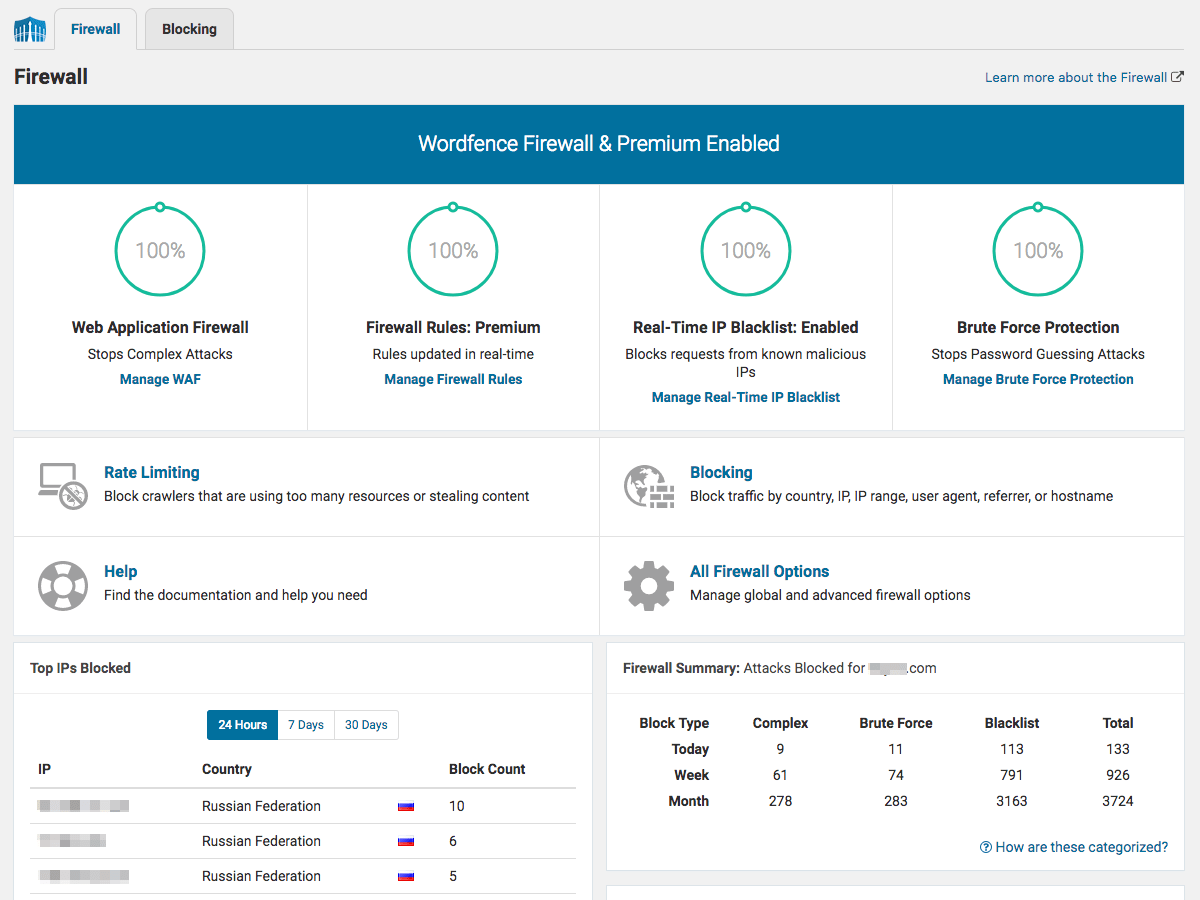 Firewall
Blocking
Firewall
Learn more about the Firewall
Wordfence Firewall & Premium Enabled
100%
100%
100%
100%
Web Application Firewall
Stops Complex Attacks
Manage WAF
Firewall Rules: Premium
Rules updated in real-time
Manage Firewall Rules
Real-Time IP Blacklist: Enabled
Blocks requests from known malicious
IPs
Manage Real-Time IP Blacklist
Brute Force Protection
Stops Password Guessing Attacks
Manage Brute Force Protection
Rate Limiting
Block crawlers that are using too many resources or stealing content
Blocking
Block traffic by country, IP, IP range, user agent, referrer, or hostname
Help
Find the documentation and help you need
All Firewall Options
Manage global and advanced firewall options
Top IPs Blocked
24 Hours 7 Days 30 Days
IP Country Block Count
Russian Federation 10
Russian Federation 6
Russian Federation 5
Firewall Summary: Attacks Blocked for .com
Block Type Complex Brute Force Blacklist Total
Today 9 11 113 133
Week 61 74 791 926
Month 278 283 3163 3724
How are these categorized?